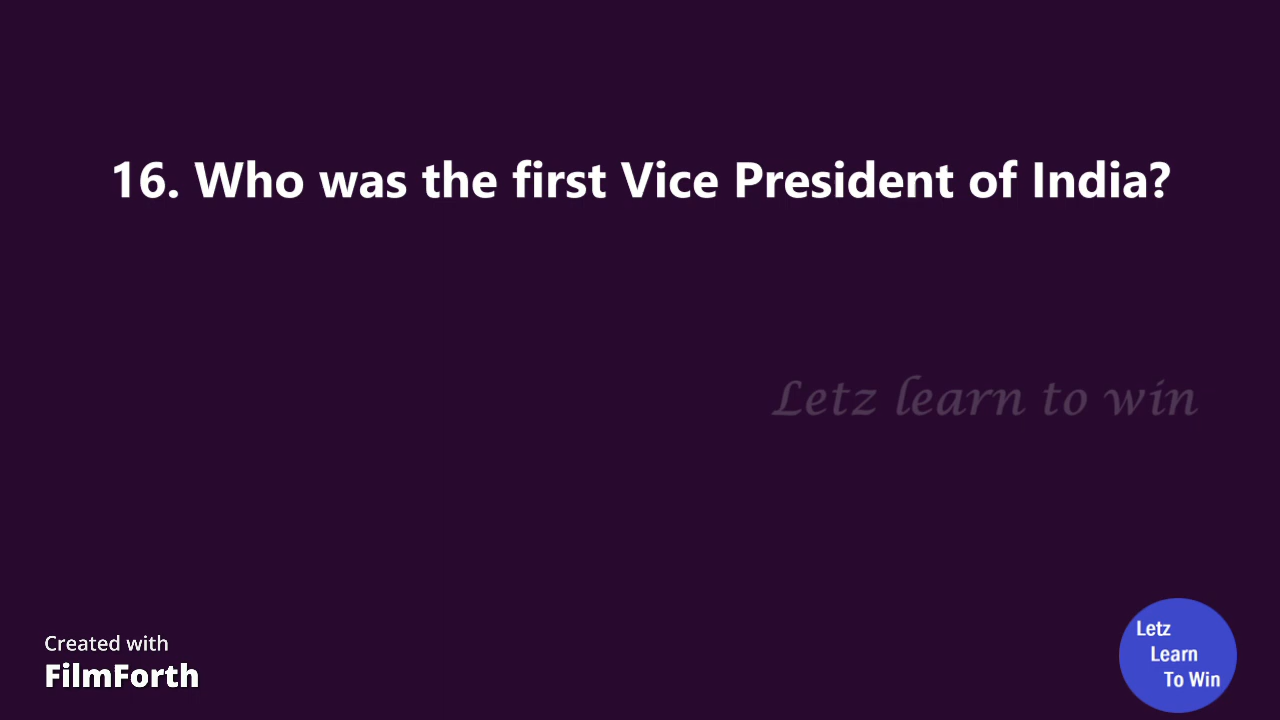 16. Who was the first Vice President of India?
Letz learn to win
Created with
FilmForth
Letz
Learn
To Win